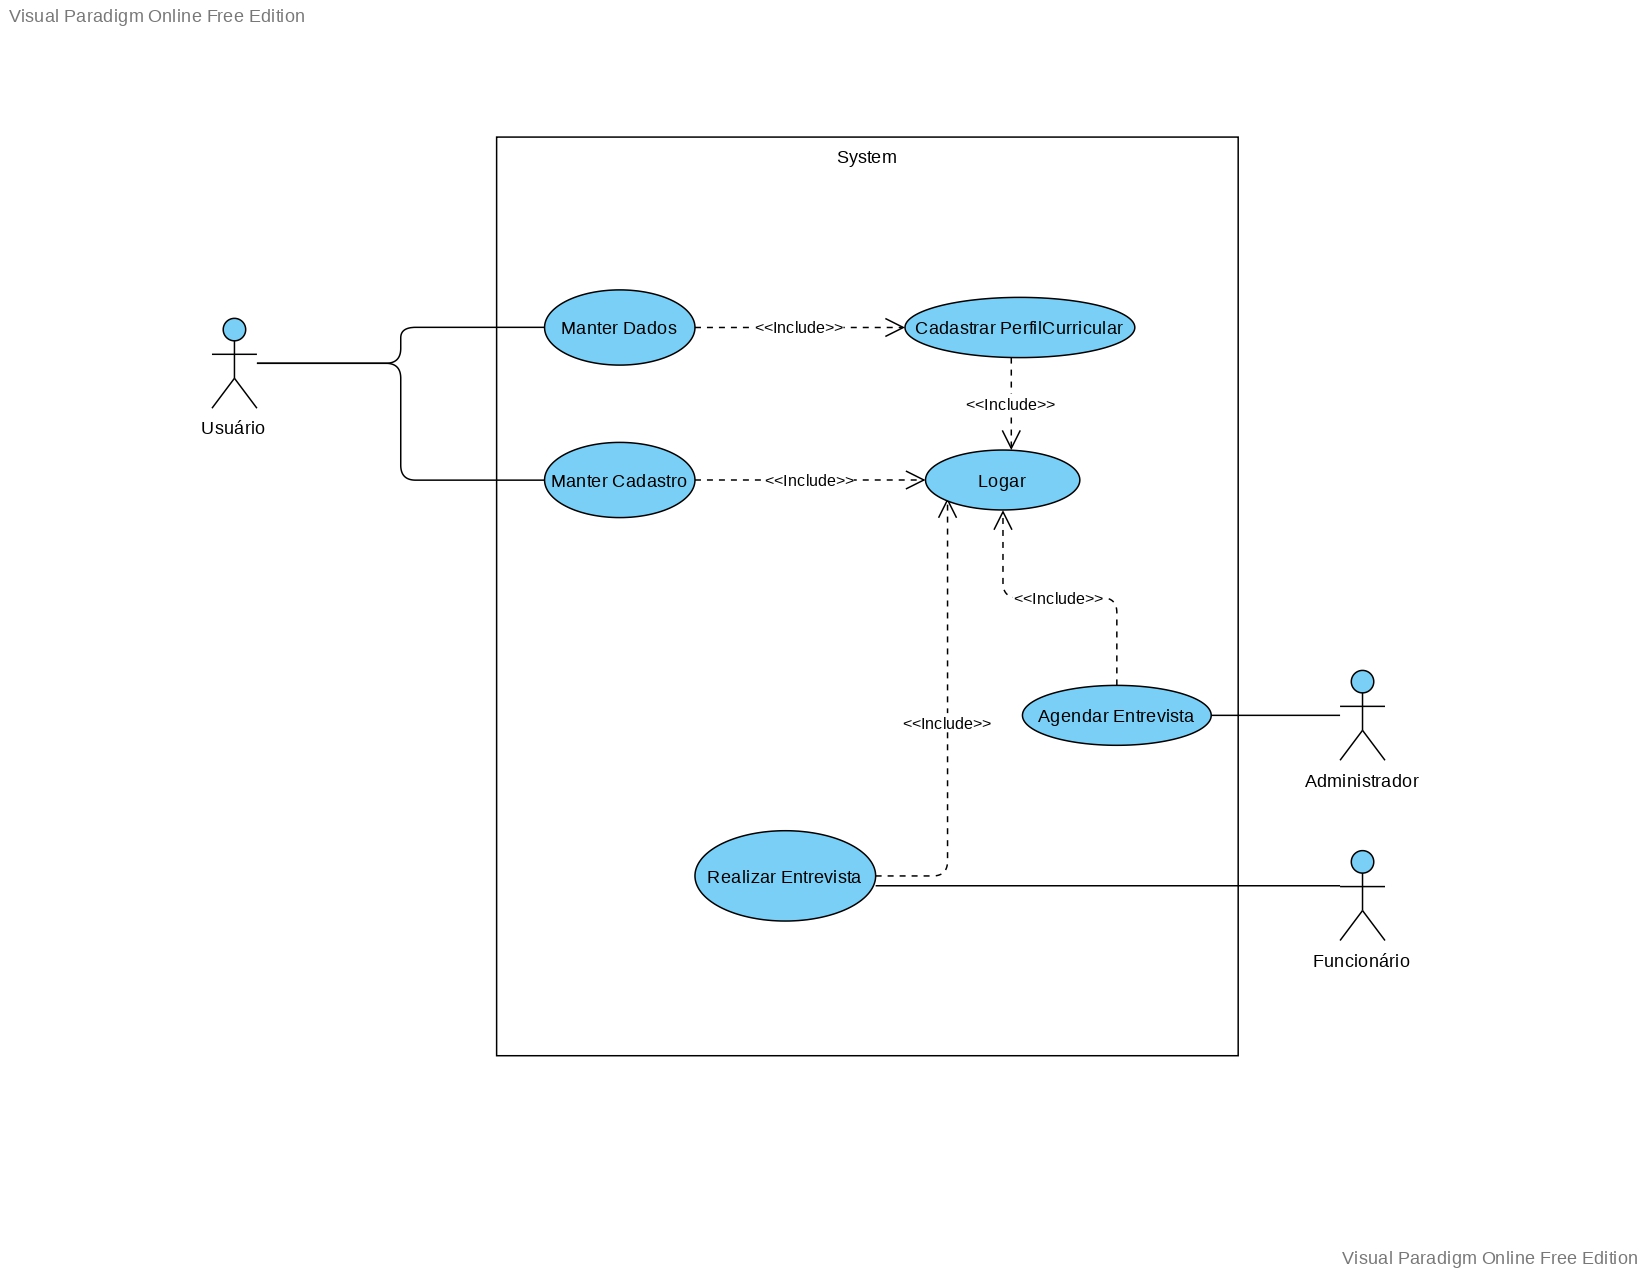 Visual Paradigm Online Free Edition
System
Manter Dados
<<Include>>
Cadastrar PerfilCurricular
Usuário
<<Include>>
Manter Cadastro
<<Include>>
Logar
<<Include>>
Agendar Entrevista
<<Include>>
Administrador
Realizar Entrevista
Funcionário
Visual Paradigm Online Free Edition